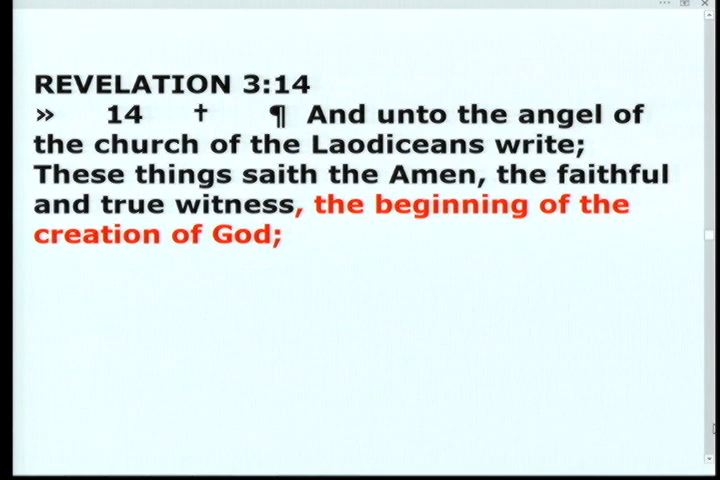 REVELATION 3:14
» 14 † ¶ And unto the angel of
the church of the Laodiceans write;
These things saith the Amen, the faithful
and true witness, the beginning of the
creation of God;